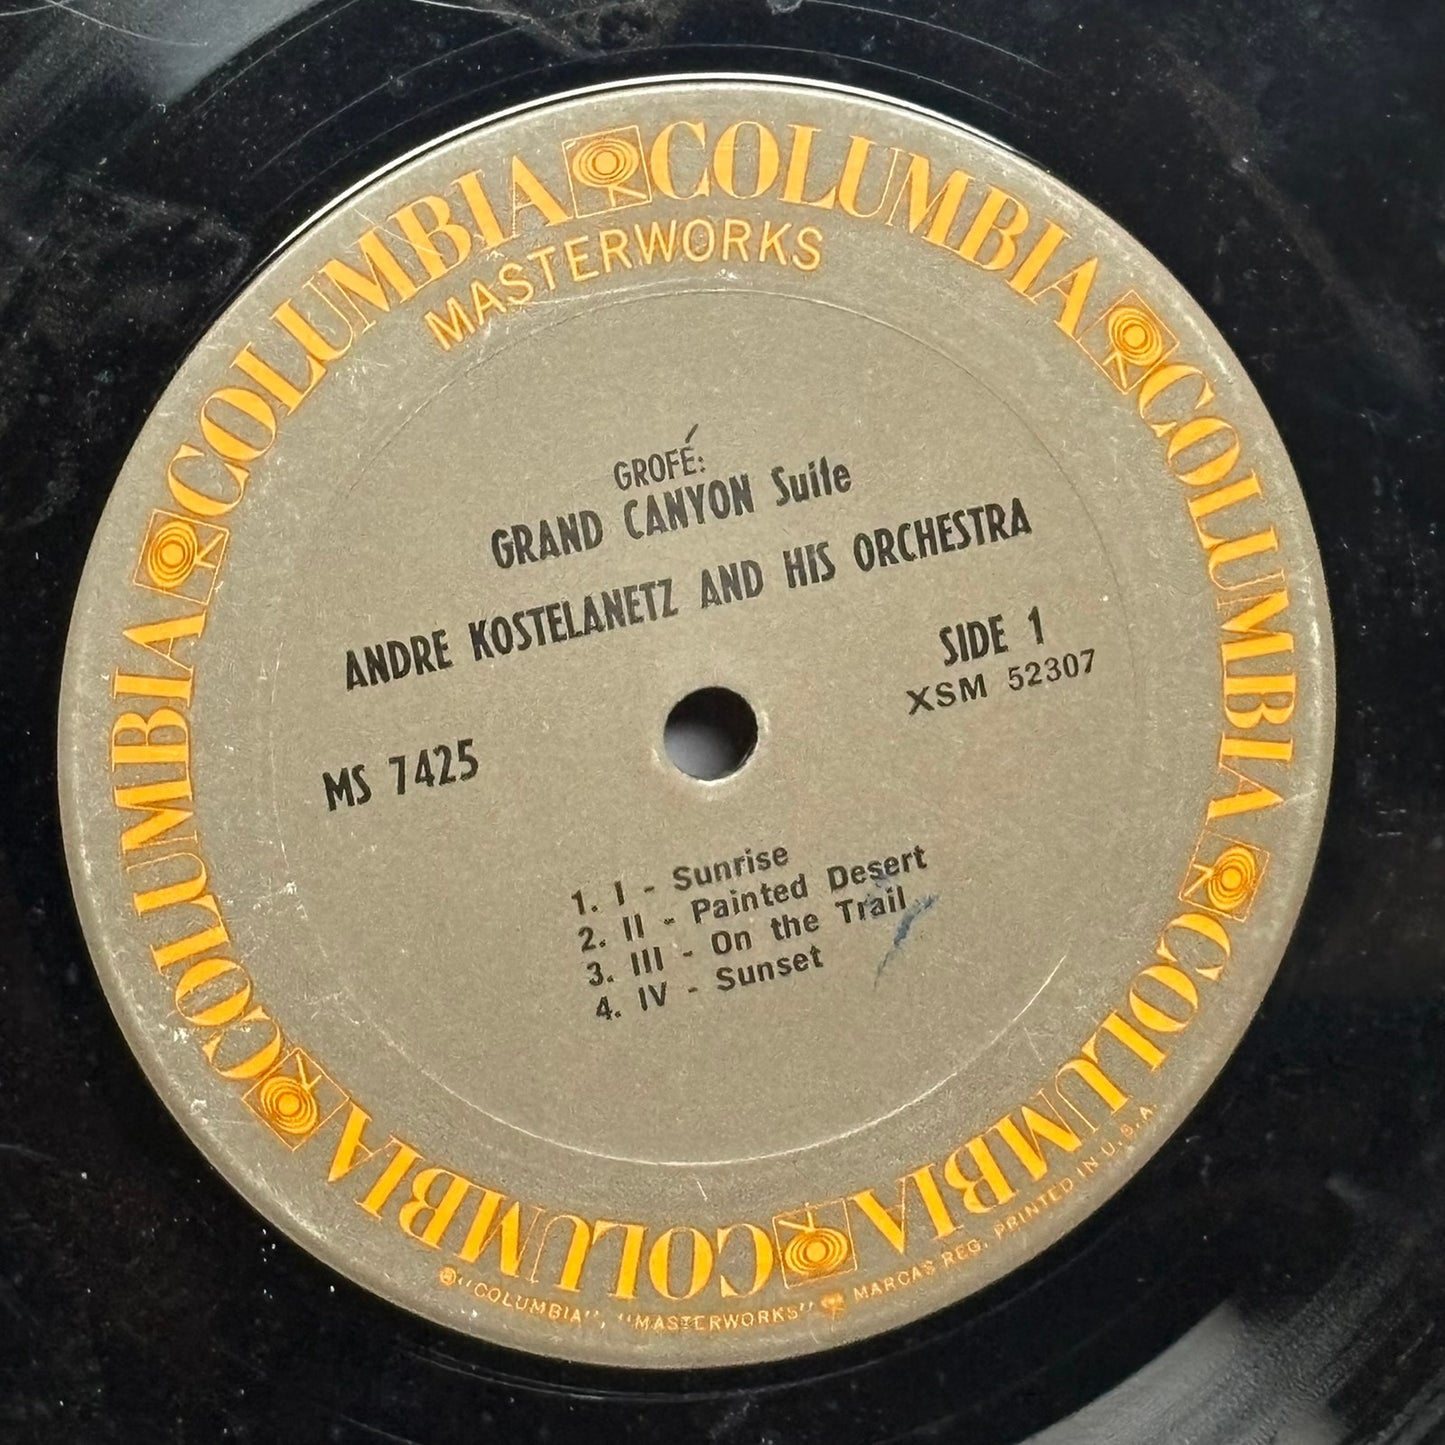 COLUMBIA COLUMBIA COLUMBIA COLUMBIA COLUMBIA COLUMBIA
MASTERWORKS
GROFÉ:
GRAND CANYON Suite
ANDRE KOSTELANETZ AND HIS ORCHESTRA
SIDE 1
XSM 52307
MS 7425
1. I - Sunrise
2. II - Painted Desert
3. III - On the Trail
4. IV - Sunset
® "COLUMBIA", "MASTERWORKS" MARCAS REG. PRINTED IN U. S. A.